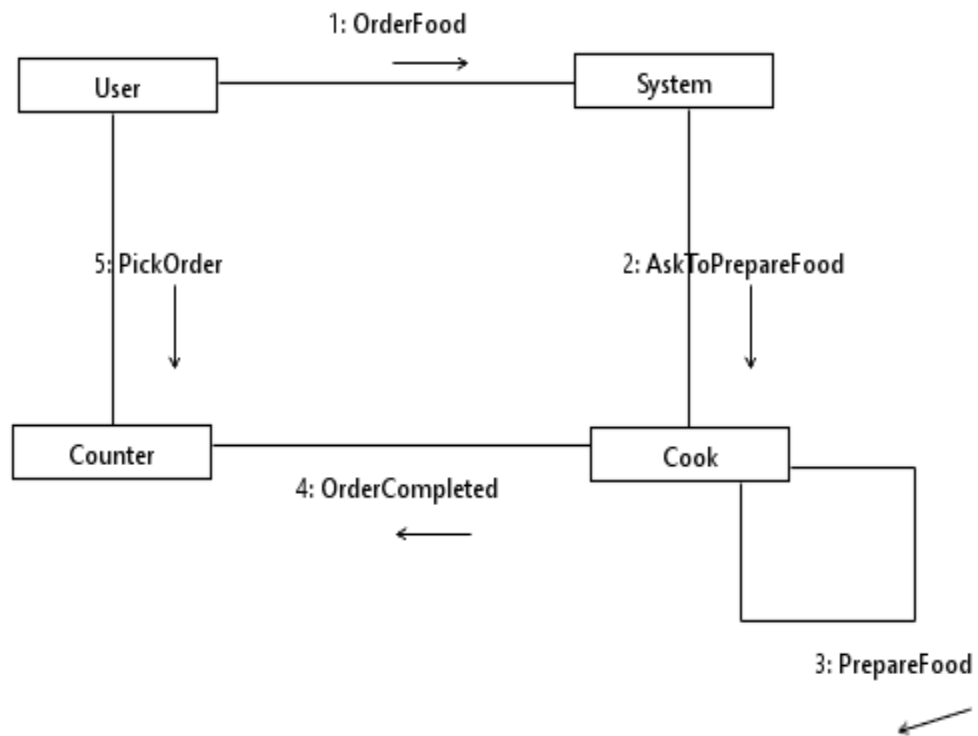 1: OrderFood
User
System
5: PickOrder
2: AskToPrepareFood
Counter
Cook
4: OrderCompleted
3: PrepareFood